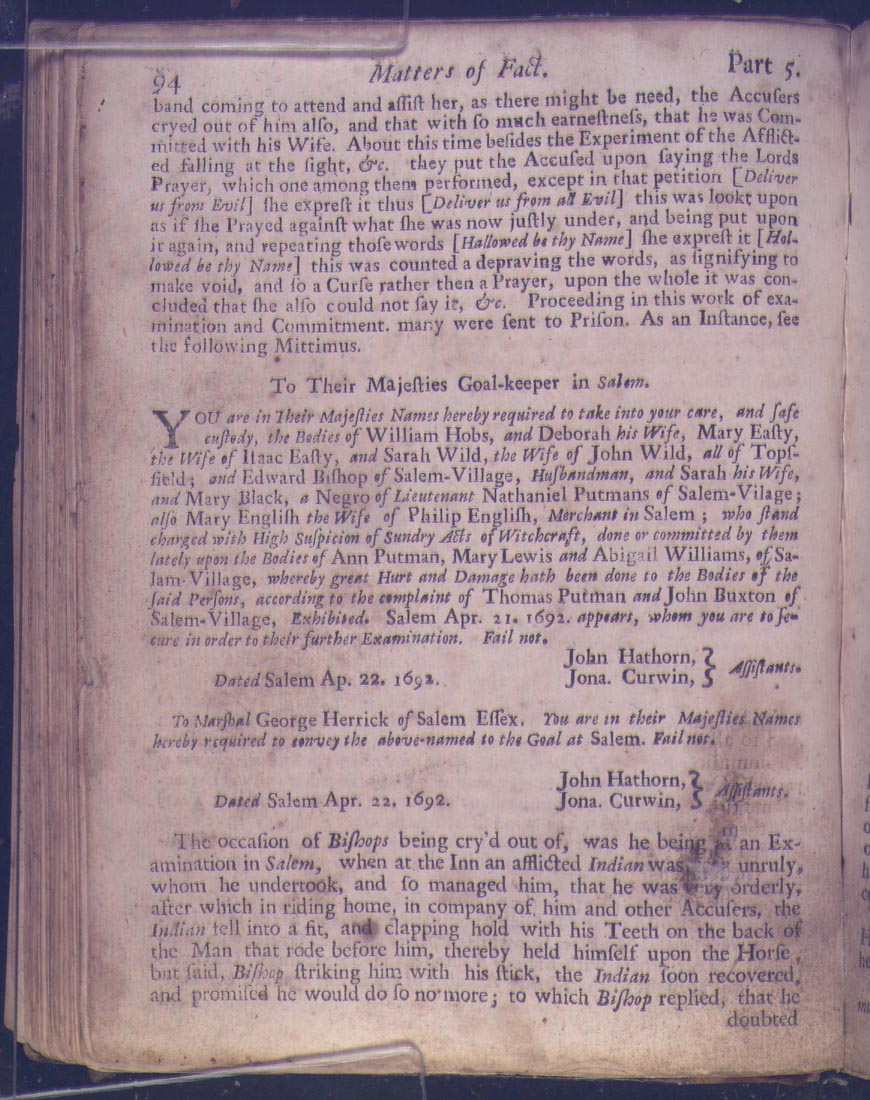 94 Matters of Fact. Part 5.
band coming to attend and aſſiſt her, as there might be need, the Accuſers
cryed out of him alſo, and that with ſo much earneſtneſs, that he was Com-
mitted with his Wife. About this time beſides the Experiment of the Afflict-
ed falling at the ſight, &c. they put the Accuſed upon ſaying the Lords
Prayer, which one among them performed, except in that petition [Deliver
us from Evil] ſhe expreſt it thus [Deliver us from all Evil] this was lookt upon
as if ſhe Prayed againſt what ſhe was now juſtly under, and being put upon
it again, and repeating thoſe words [Hallowed be thy Name] ſhe expreſt it [Hol-
lowed be thy Name] this was counted a depraving the words, as ſignifying to
make void, and ſo a Curſe rather then a Prayer, upon the whole it was con-
cluded that ſhe alſo could not ſay it, &c. Proceeding in this work of exa-
mination and Commitment. many were ſent to Priſon. As an Inſtance, ſee
the following Mittimus.
To Their Majeſties Goal-keeper in Salem.
YOU are in Their Majeſties Names hereby required to take into your care, and ſafe
cuſtody, the Bodies of William Hobs, and Deborah his Wife, Mary Eaſty,
the Wife of Iſaac Eaſty, and Sarah Wild, the Wife of John Wild, all of Topſ-
field; and Edward Biſhop of Salem-Village, Huſbandman, and Sarah his Wife,
and Mary Black, a Negro of Lieutenant Nathaniel Putmans of Salem-Vilage;
alſo Mary Engliſh the Wife of Philip Engliſh, Merchant in Salem; who ſtand
charged with High Suſpicion of Sundry Acts of Witchcraft, done or committed by them
lately upon the Bodies of Ann Putman, Mary Lewis and Abigail Williams, of Sa-
lam-Village, whereby great Hurt and Damage hath been done to the Bodies of the
ſaid Perſons, according to the complaint of Thomas Putman and John Buxton of
Salem-Village, Exhibited. Salem Apr. 21. 1692. appears, whom you are to ſe-
cure in order to their further Examination. Fail not.
John Hathorn, }
Dated Salem Ap. 22. 1692. Jona. Curwin, } Aſſiſtants.
To Marſhal George Herrick of Salem Eſſex. You are in their Majeſties Names
hereby required to convey the above-named to the Goal at Salem. Fail not.
John Hathorn, }
Dated Salem Apr. 22. 1692. Jona. Curwin, } Aſſiſtants.
The occaſion of Biſhops being cry'd out of, was he being at an Ex-
amination in Salem, when at the Inn an afflicted Indian was unruly,
whom he undertook, and ſo managed him, that he was very orderly,
after which in riding home, in company of him and other Accuſers, the
Indian fell into a fit, and clapping hold with his Teeth on the back of
the Man that rode before him, thereby held himſelf upon the Horſe,
but ſaid, Biſhop ſtriking him with his ſtick, the Indian ſoon recovered,
and promiſed he would do ſo no more; to which Biſhop replied, that he
doubted